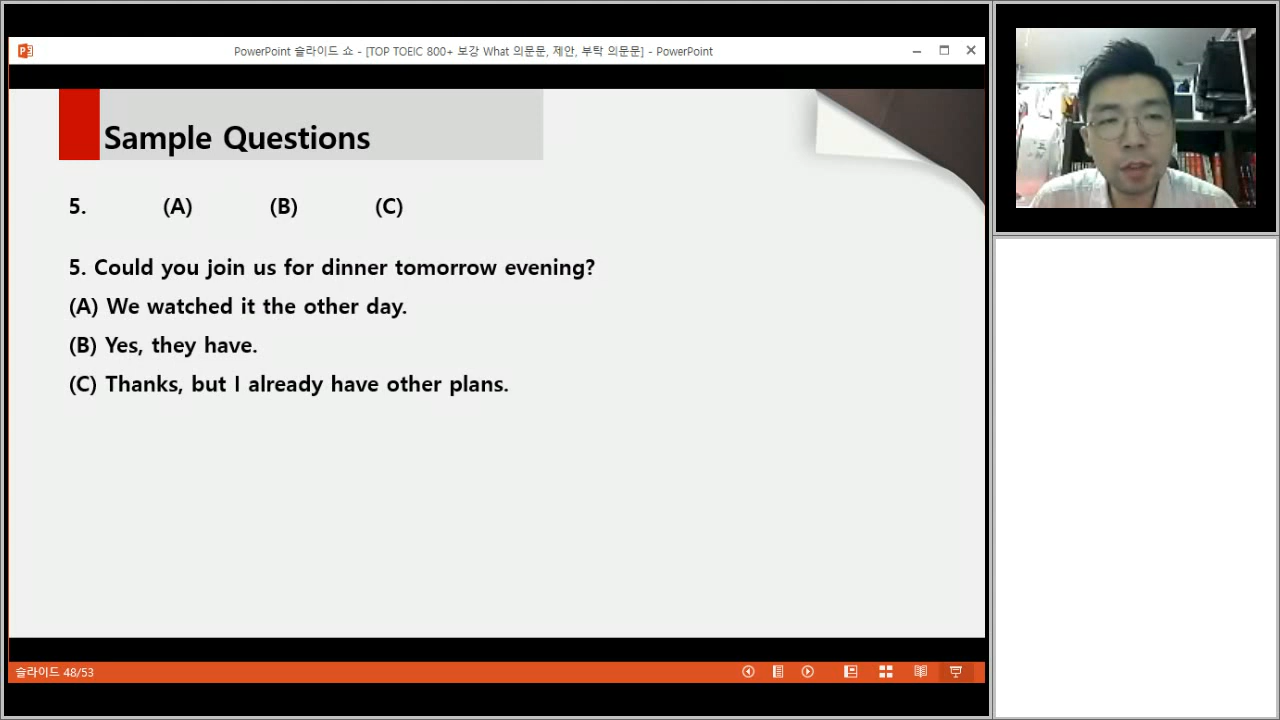 PowerPoint 슬라이드 쇼 - [TOP TOEIC 800+ 보강 What 의문문, 제안, 부탁 의문문] - PowerPoint
Sample Questions
5. (A) (B) (C)
5. Could you join us for dinner tomorrow evening?
(A) We watched it the other day.
(B) Yes, they have.
(C) Thanks, but I already have other plans.
슬라이드 48/53